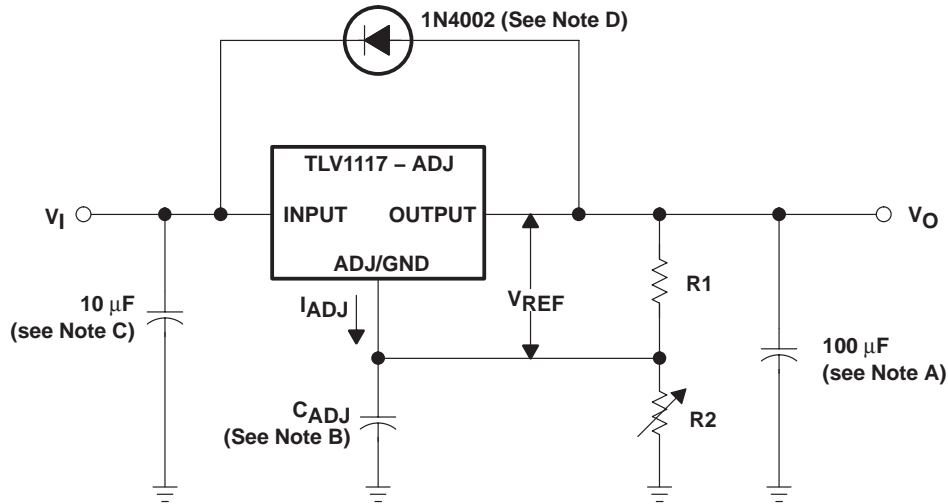 1N4002 (See Note D)
TLV1117 – ADJ
V_I
INPUT OUTPUT
V_O
ADJ/GND
10 μF
(see Note C)
I_ADJ
V_REF
R1
100 μF
(see Note A)
C_ADJ
(See Note B)
R2